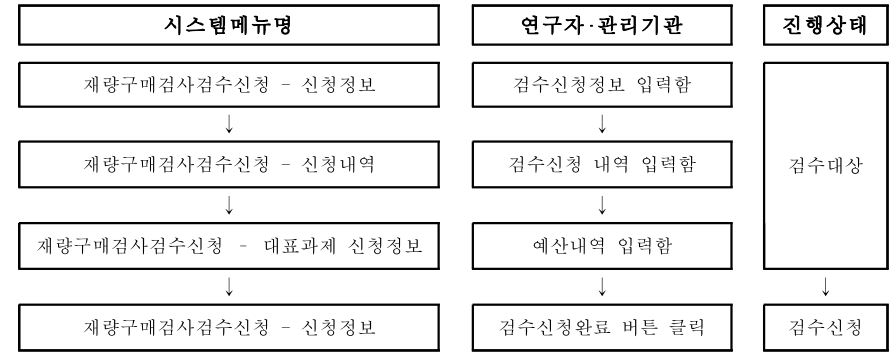 시스템메뉴명 연구자·관리기관 진행상태
재량구매검사검수신청 - 신청정보 검수신청정보 입력함
↓ ↓
재량구매검사검수신청 - 신청내역 검수신청 내역 입력함 검수대상
↓ ↓
재량구매검사검수신청 - 대표과제 신청정보 예산내역 입력함
↓ ↓ ↓
재량구매검사검수신청 - 신청정보 검수신청완료 버튼 클릭 검수신청